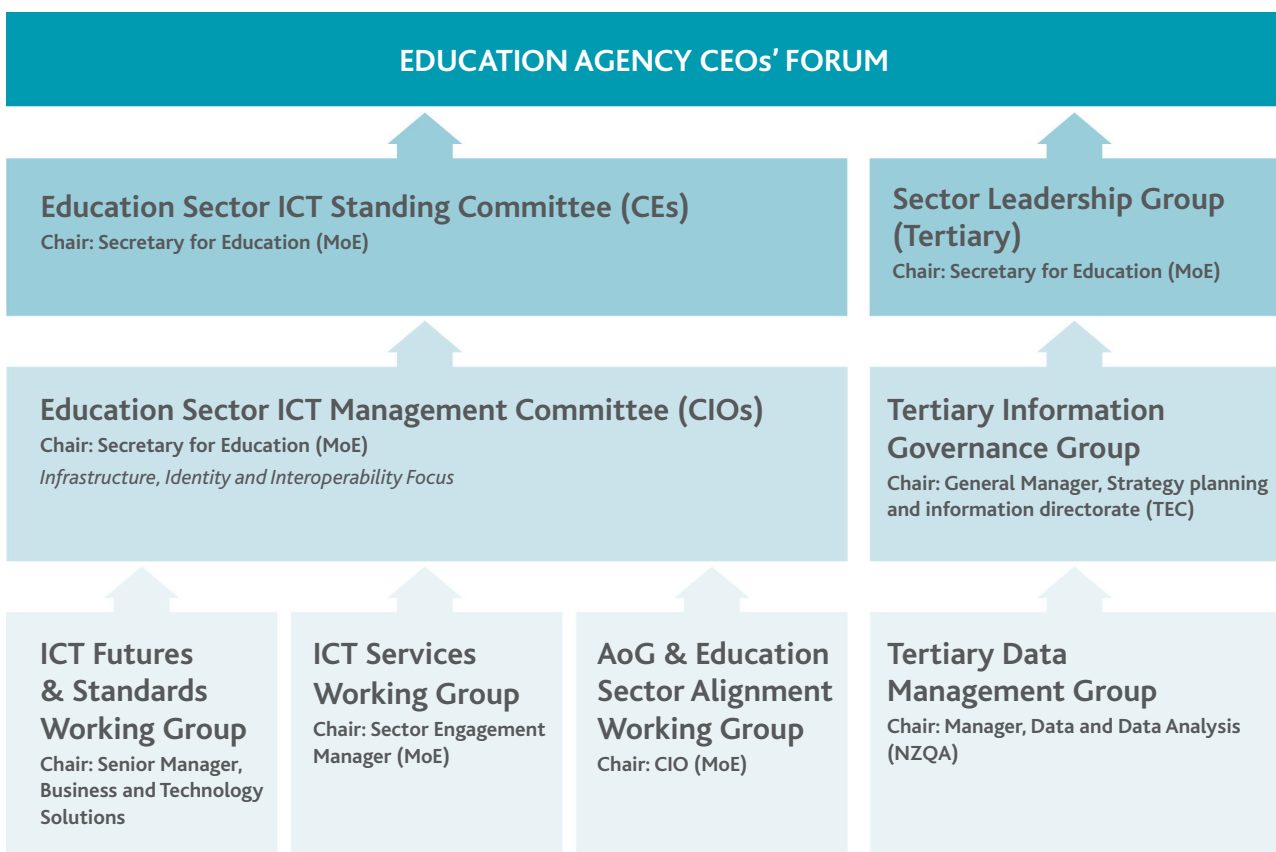 EDUCATION AGENCY CEOs’ FORUM
Education Sector ICT Standing Committee (CEs)
Chair: Secretary for Education (MoE)
Sector Leadership Group
(Tertiary)
Chair: Secretary for Education (MoE)
Education Sector ICT Management Committee (CIOs)
Chair: Secretary for Education (MoE)
Infrastructure, Identity and Interoperability Focus
Tertiary Information
Governance Group
Chair: General Manager, Strategy planning
and information directorate (TEC)
ICT Futures
& Standards
Working Group
Chair: Senior Manager,
Business and Technology
Solutions
ICT Services
Working Group
Chair: Sector Engagement
Manager (MoE)
AoG & Education
Sector Alignment
Working Group
Chair: CIO (MoE)
Tertiary Data
Management Group
Chair: Manager, Data and Data Analysis
(NZQA)